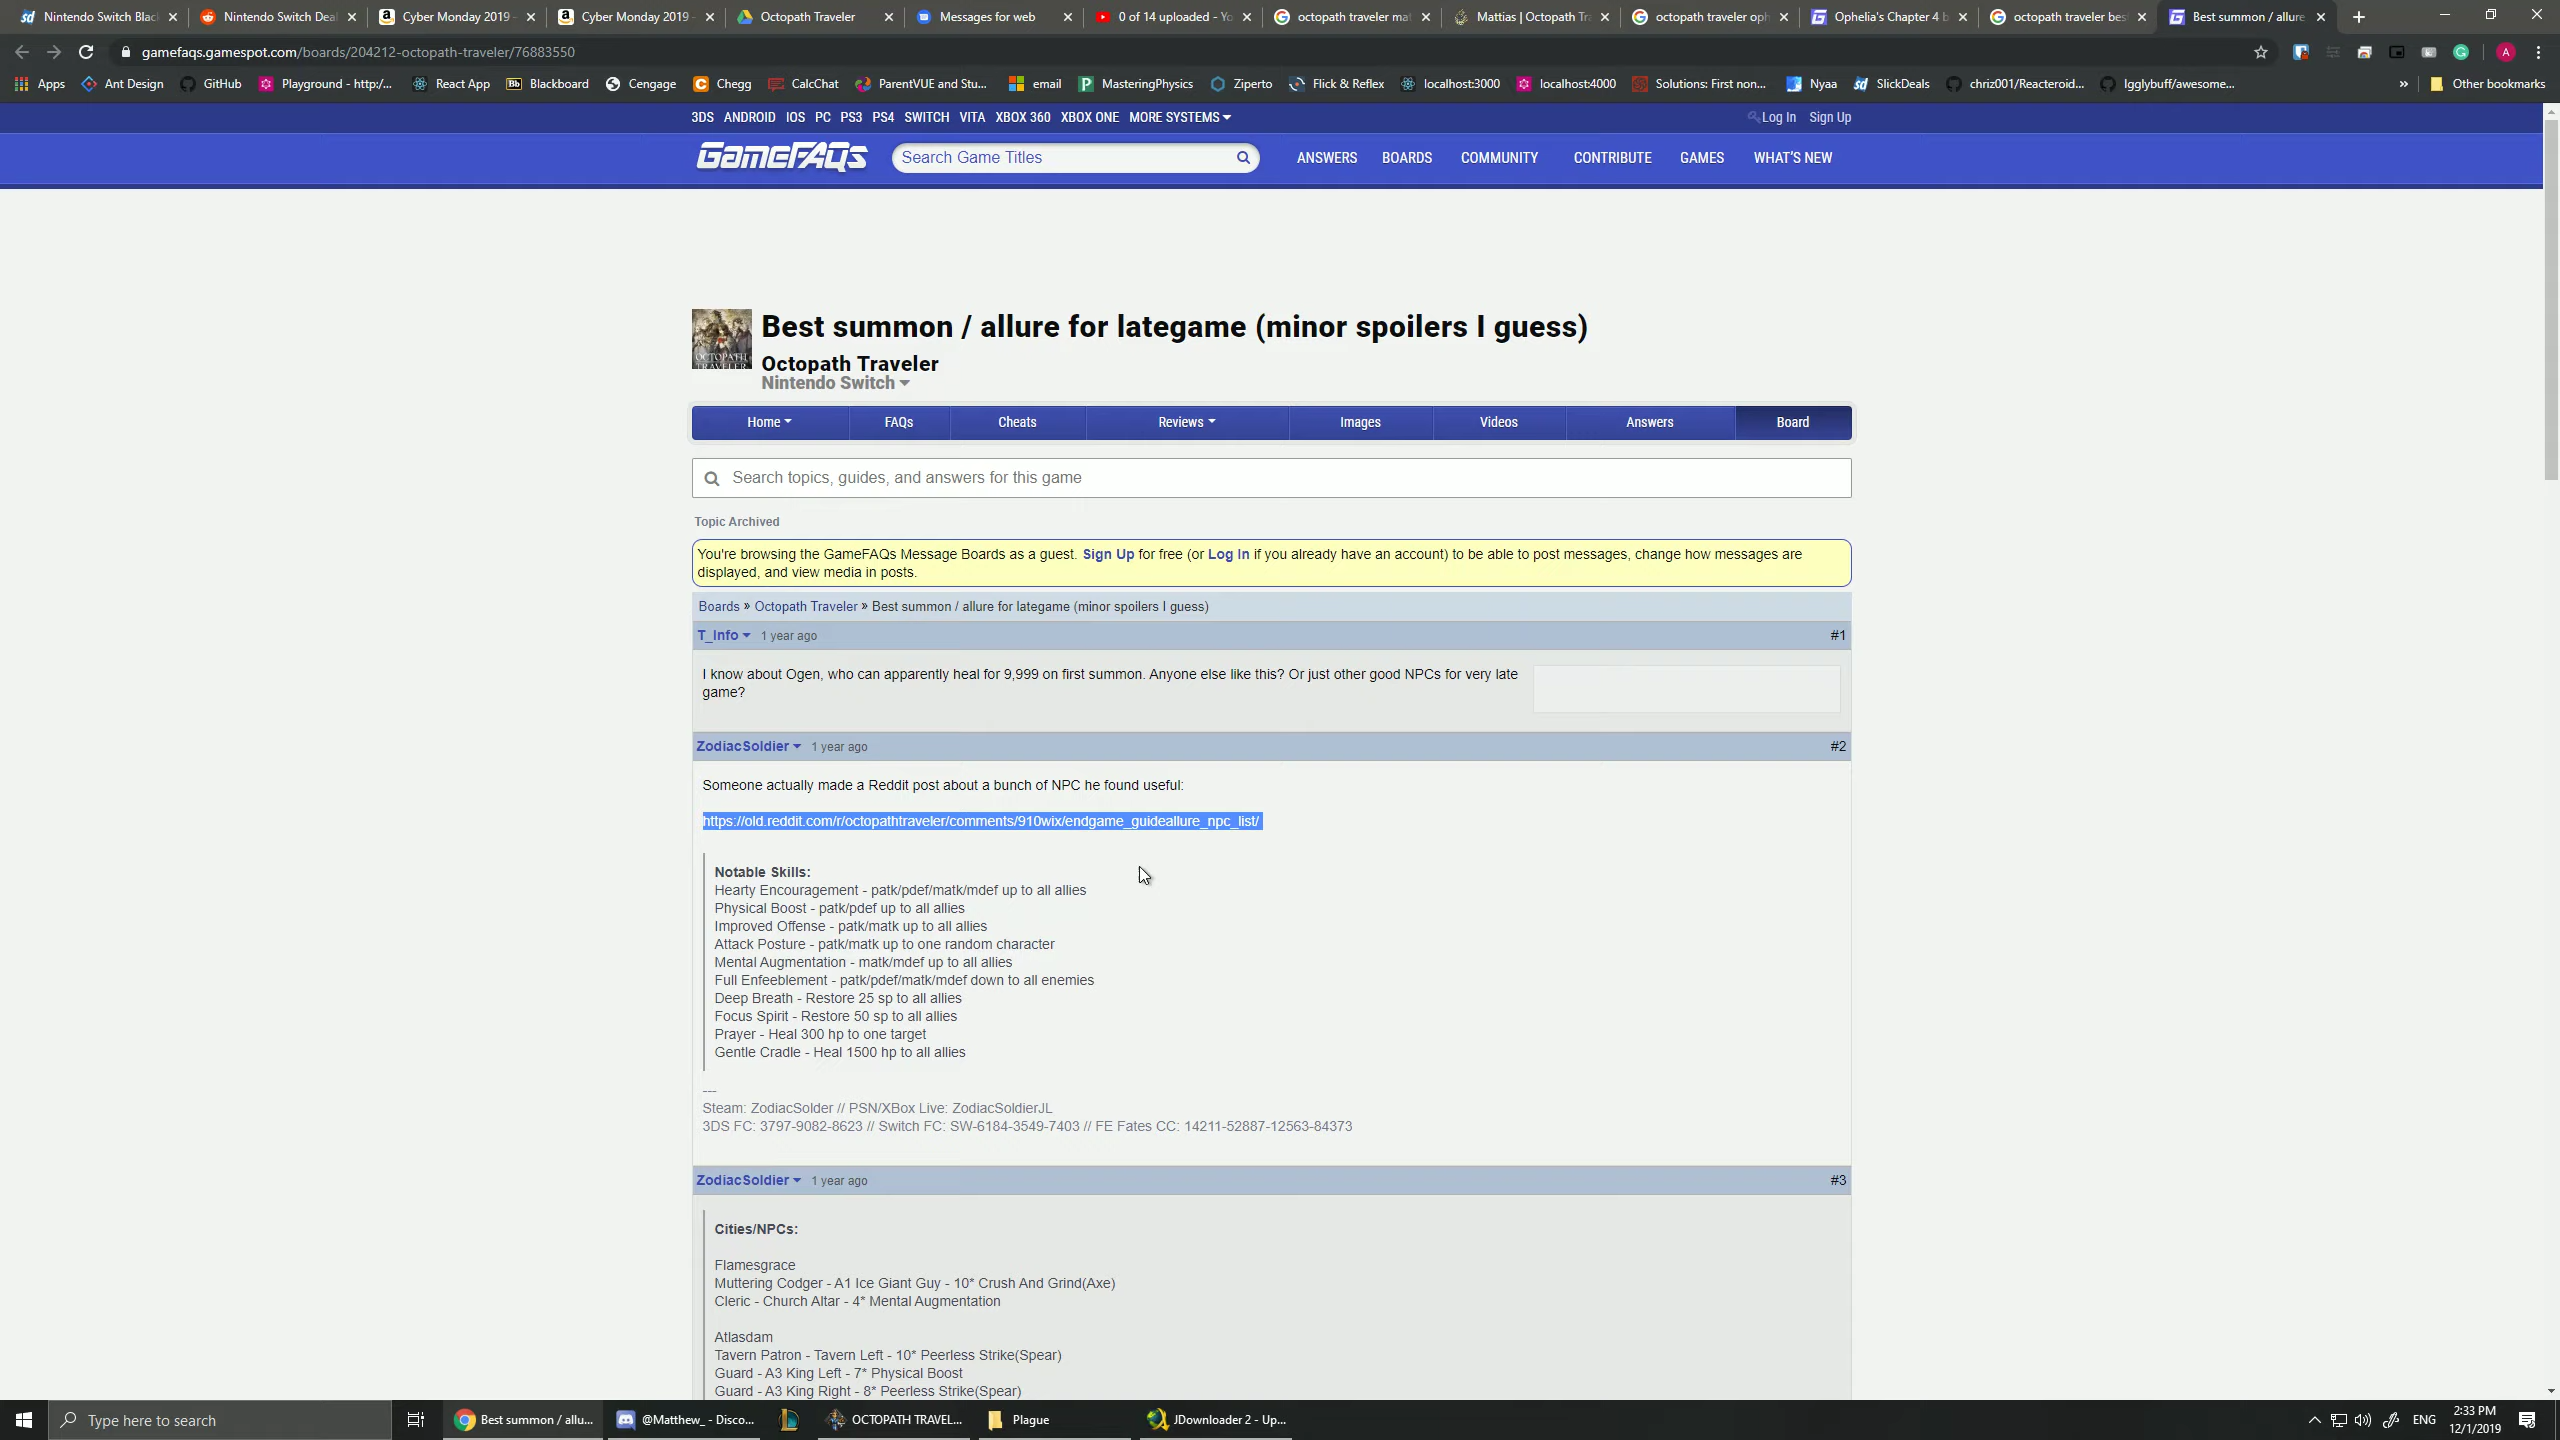 Nintendo Switch Blac
Nintendo Switch Dea
Cyber Monday 2019 -
Cyber Monday 2019 -
Octopath Traveler
Messages for web
0 of 14 uploaded - Yo
octopath traveler mat
Mattias | Octopath Tr
octopath traveler oph
Ophelia's Chapter 4 b
octopath traveler bes
Best summon / allure
gamefaqs.gamespot.com/boards/204212-octopath-traveler/76883550
Apps
Ant Design
GitHub
Playground - http:/...
React App
Blackboard
Cengage
Chegg
CalcChat
ParentVUE and Stu...
email
MasteringPhysics
Ziperto
Flick & Reflex
localhost:3000
localhost:4000
Solutions: First non...
Nyaa
SlickDeals
chriz001/Reacteroid...
Igglybuff/awesome...
»
Other bookmarks
3DS ANDROID IOS PC PS3 PS4 SWITCH VITA XBOX 360 XBOX ONE MORE SYSTEMS
Log In Sign Up
GameFAQs
Search Game Titles
ANSWERS BOARDS COMMUNITY CONTRIBUTE GAMES WHAT'S NEW
Best summon / allure for lategame (minor spoilers I guess)
Octopath Traveler
Nintendo Switch
Home FAQs Cheats Reviews Images Videos Answers Board
Search topics, guides, and answers for this game
Topic Archived
You're browsing the GameFAQs Message Boards as a guest. Sign Up for free (or Log In if you already have an account) to be able to post messages, change how messages are
displayed, and view media in posts.
Boards » Octopath Traveler » Best summon / allure for lategame (minor spoilers I guess)
T_Info 1 year ago #1
I know about Ogen, who can apparently heal for 9,999 on first summon. Anyone else like this? Or just other good NPCs for very late
game?
ZodiacSoldier 1 year ago #2
Someone actually made a Reddit post about a bunch of NPC he found useful:
https://old.reddit.com/r/octopathtraveler/comments/910wix/endgame_guideallure_npc_list/
Notable Skills:
Hearty Encouragement - patk/pdef/matk/mdef up to all allies
Physical Boost - patk/pdef up to all allies
Improved Offense - patk/matk up to all allies
Attack Posture - patk/matk up to one random character
Mental Augmentation - matk/mdef up to all allies
Full Enfeeblement - patk/pdef/matk/mdef down to all enemies
Deep Breath - Restore 25 sp to all allies
Focus Spirit - Restore 50 sp to all allies
Prayer - Heal 300 hp to one target
Gentle Cradle - Heal 1500 hp to all allies
---
Steam: ZodiacSolder // PSN/XBox Live: ZodiacSoldierJL
3DS FC: 3797-9082-8623 // Switch FC: SW-6184-3549-7403 // FE Fates CC: 14211-52887-12563-84373
ZodiacSoldier 1 year ago #3
Cities/NPCs:
Flamesgrace
Muttering Codger - A1 Ice Giant Guy - 10* Crush And Grind(Axe)
Cleric - Church Altar - 4* Mental Augmentation
Atlasdam
Tavern Patron - Tavern Left - 10* Peerless Strike(Spear)
Guard - A3 King Left - 7* Physical Boost
Guard - A3 King Right - 8* Peerless Strike(Spear)
Type here to search
Best summon / allu...
@Matthew_ - Disco...
OCTOPATH TRAVEL...
Plague
JDownloader 2 - Up...
ENG
2:33 PM
12/1/2019